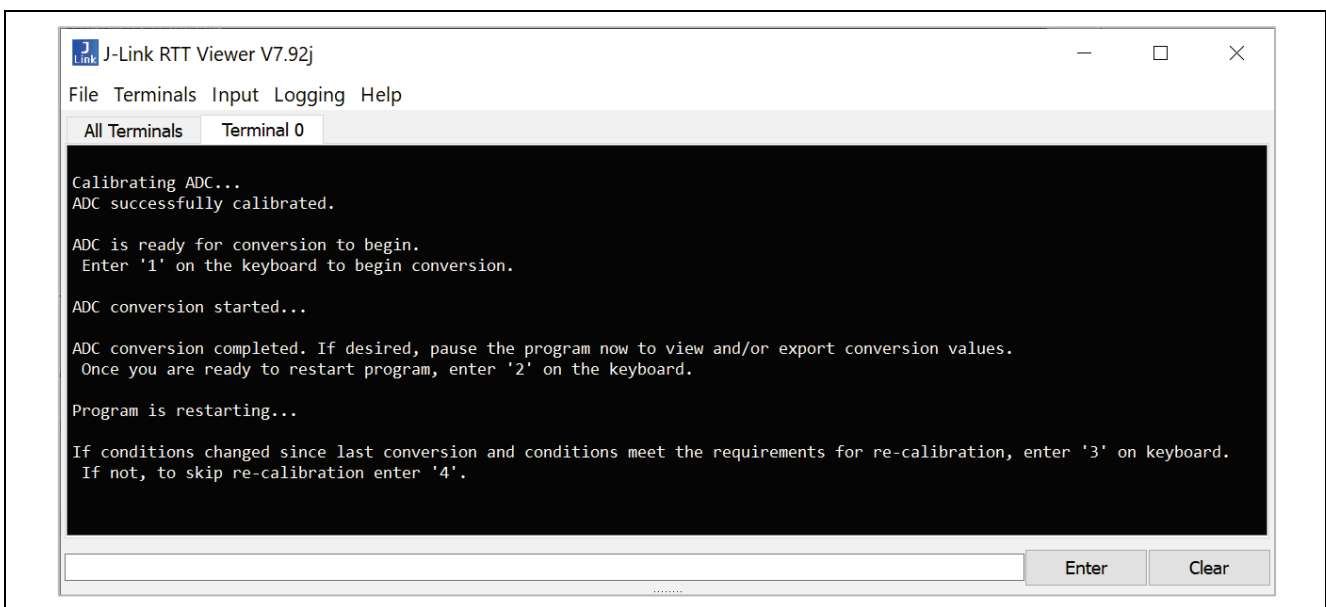 J-Link RTT Viewer V7.92j
File Terminals Input Logging Help
All Terminals Terminal 0
Calibrating ADC...
ADC successfully calibrated.
ADC is ready for conversion to begin.
Enter '1' on the keyboard to begin conversion.
ADC conversion started...
ADC conversion completed. If desired, pause the program now to view and/or export conversion values.
Once you are ready to restart program, enter '2' on the keyboard.
Program is restarting...
If conditions changed since last conversion and conditions meet the requirements for re-calibration, enter '3' on keyboard.
If not, to skip re-calibration enter '4'.
Enter Clear